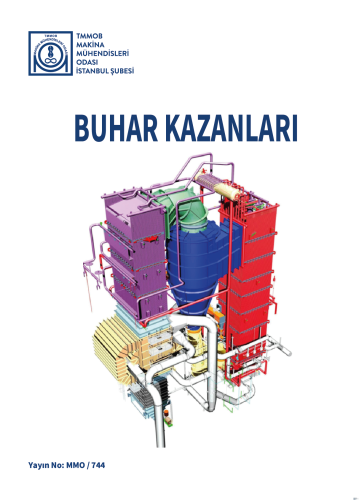 TMMOB
MAKİNA
MÜHENDİSLERİ
ODASI
İSTANBUL ŞUBESİ
BUHAR KAZANLARI
Yayın No: MMO / 744